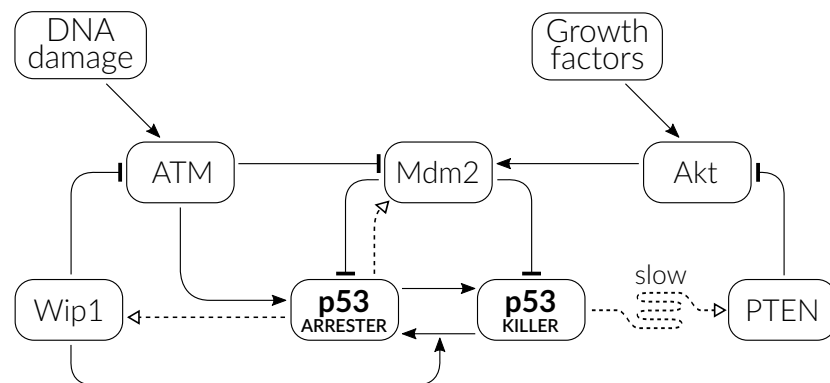 DNA
damage
Growth
factors
ATM
Mdm2
Akt
slow
Wip1
p53
ARRESTER
p53
KILLER
PTEN